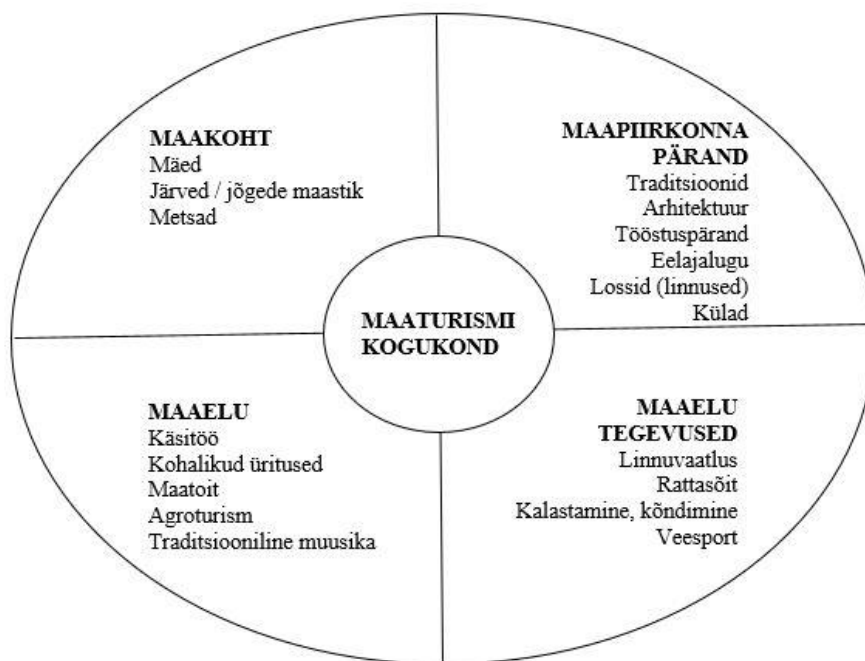 MAAKOHT
Mäed
Järved / jõgede maastik
Metsad
MAAPIIRKONNA
PÄRAND
Traditsioonid
Arhitektuur
Tööstuspärand
Eelajalugu
Lossid (linnused)
Külad
MAATURISMI
KOGUKOND
MAAELU
Käsitöö
Kohalikud üritused
Maatoit
Agroturism
Traditsiooniline muusika
MAAELU
TEGEVUSED
Linnuvaatlus
Rattasõit
Kalastamine, kõndimine
Veesport